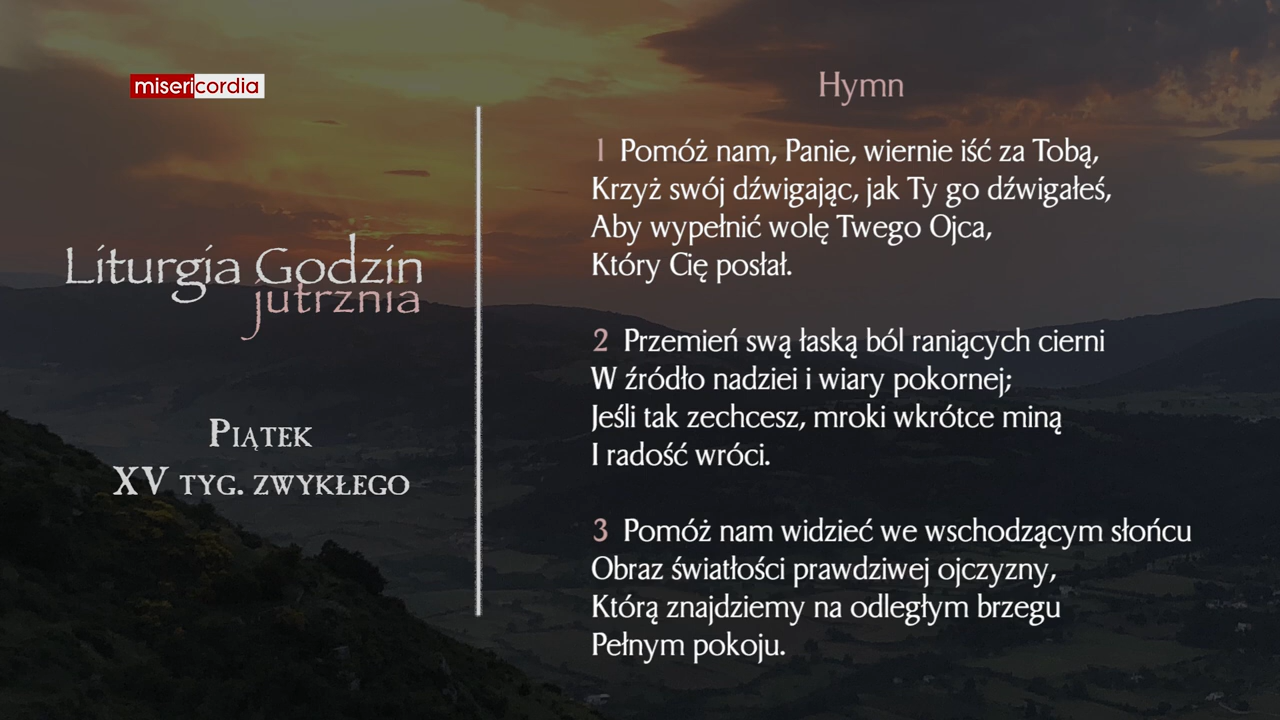 misericordia
Liturgia Godzin
jutrznia
Piątek
XV tyg. zwykłego
Hymn
1 Pomóż nam, Panie, wiernie iść za Tobą,
Krzyż swój dźwigając, jak Ty go dźwigałeś,
Aby wypełnić wolę Twego Ojca,
Który Cię posłał.
2 Przemień swą łaską ból raniących cierni
W źródło nadziei i wiary pokornej;
Jeśli tak zechcesz, mroki wkrótce miną
I radość wróci.
3 Pomóż nam widzieć we wschodzącym słońcu
Obraz światłości prawdziwej ojczyzny,
Którą znajdziemy na odległym brzegu
Pełnym pokoju.